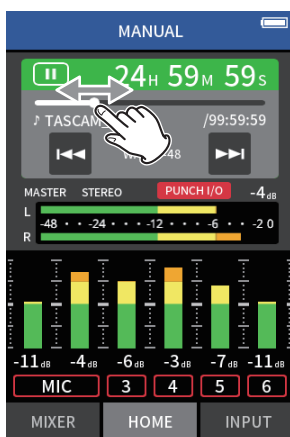 MANUAL
24H 59M 59S
♪ TASCAM /99:59:59
-48
MASTER STEREO PUNCH I/O -4dB
L
-48 • • -24 • • • -12 • • • -6 • • -2 0
R
-11dB -4dB -6dB -3dB -7dB -11dB
MIC 3 4 5 6
MIXER HOME INPUT